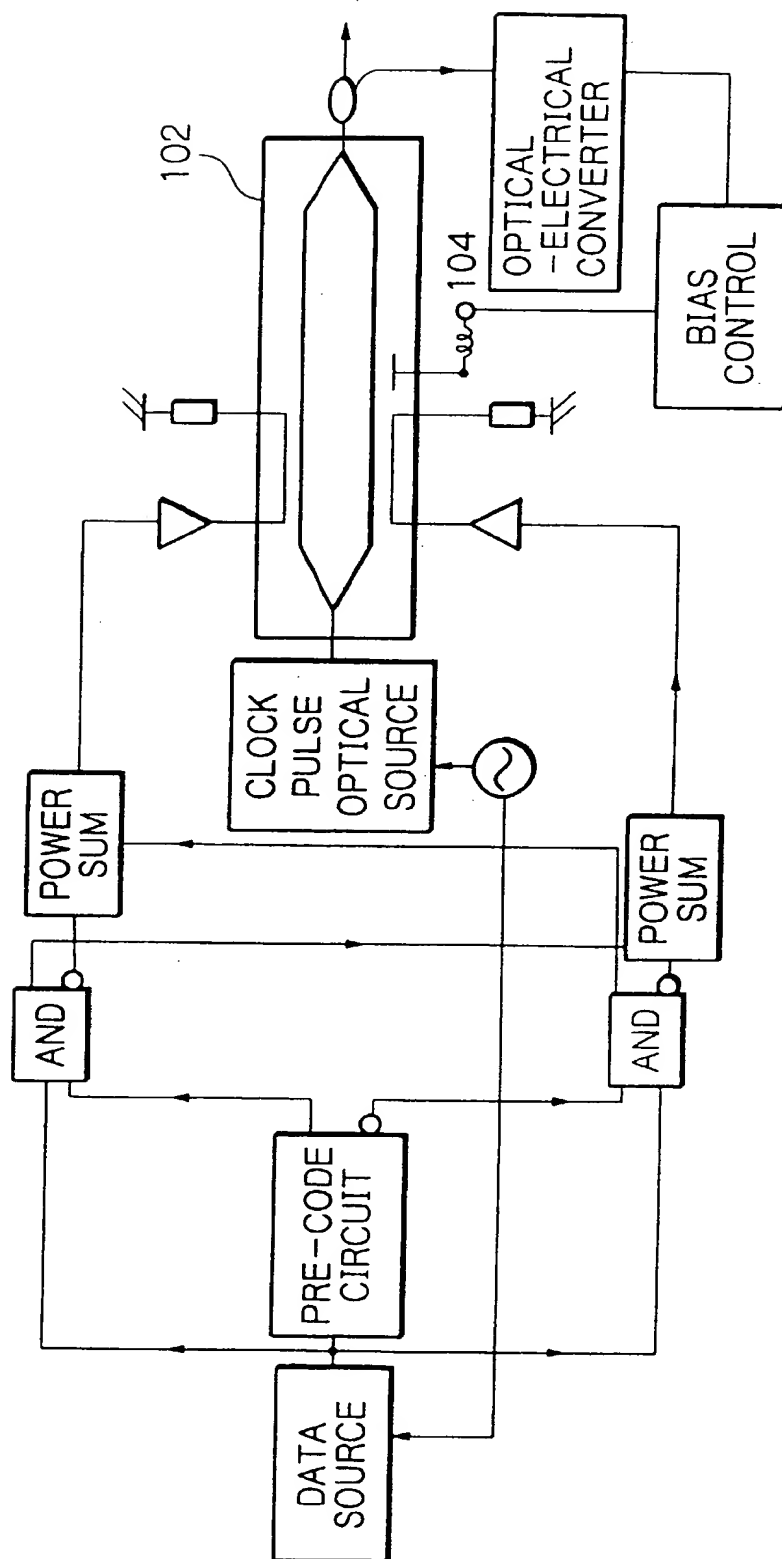 DATA
SOURCE
PRE-CODE
CIRCUIT
AND
AND
POWER
SUM
POWER
SUM
CLOCK
PULSE
OPTICAL
SOURCE
102
104
OPTICAL
-ELECTRICAL
CONVERTER
BIAS
CONTROL